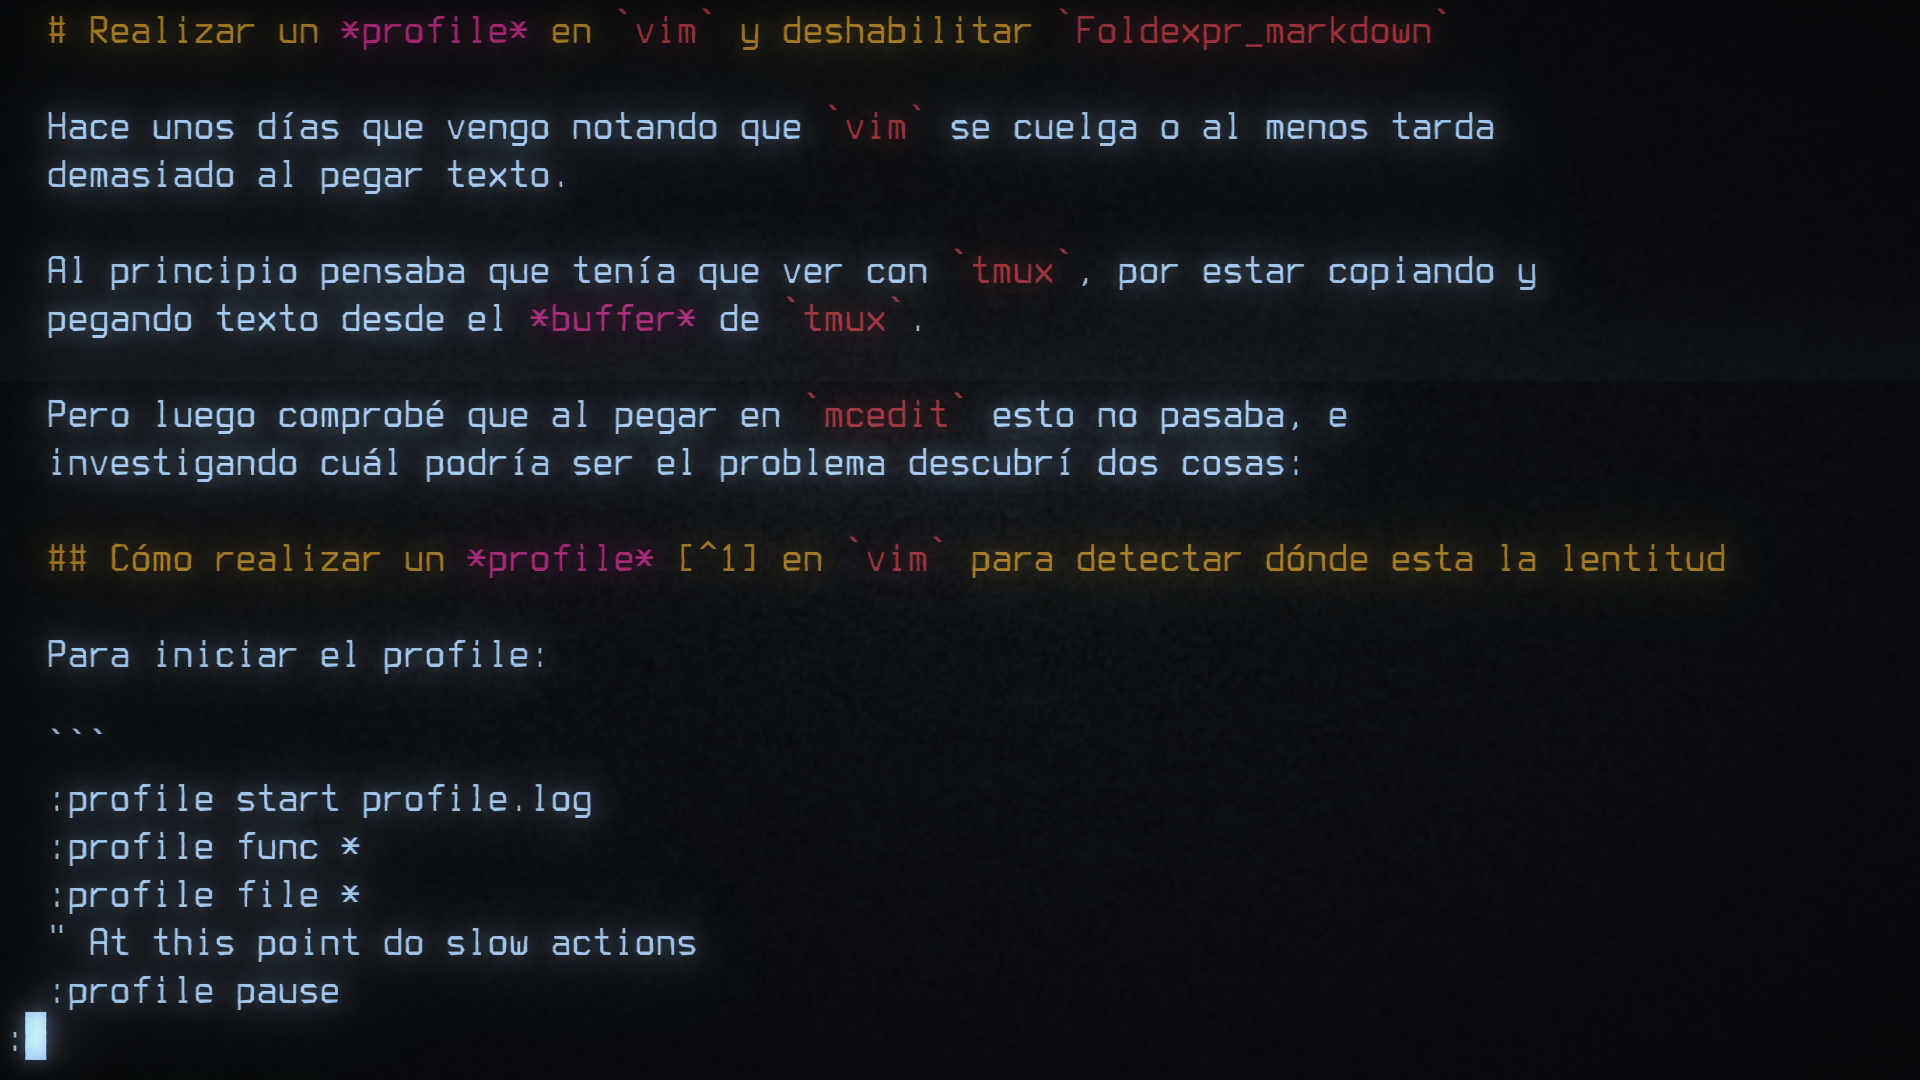 # Realizar un *profile* en `vim` y deshabilitar `Foldexpr_markdown`
Hace unos días que vengo notando que `vim` se cuelga o al menos tarda
demasiado al pegar texto.
Al principio pensaba que tenía que ver con `tmux`, por estar copiando y
pegando texto desde el *buffer* de `tmux`.
Pero luego comprobé que al pegar en `mcedit` esto no pasaba, e
investigando cuál podría ser el problema descubrí dos cosas:
## Cómo realizar un *profile* [^1] en `vim` para detectar dónde esta la lentitud
Para iniciar el profile:
```
:profile start profile.log
:profile func *
:profile file *
" At this point do slow actions
:profile pause
: